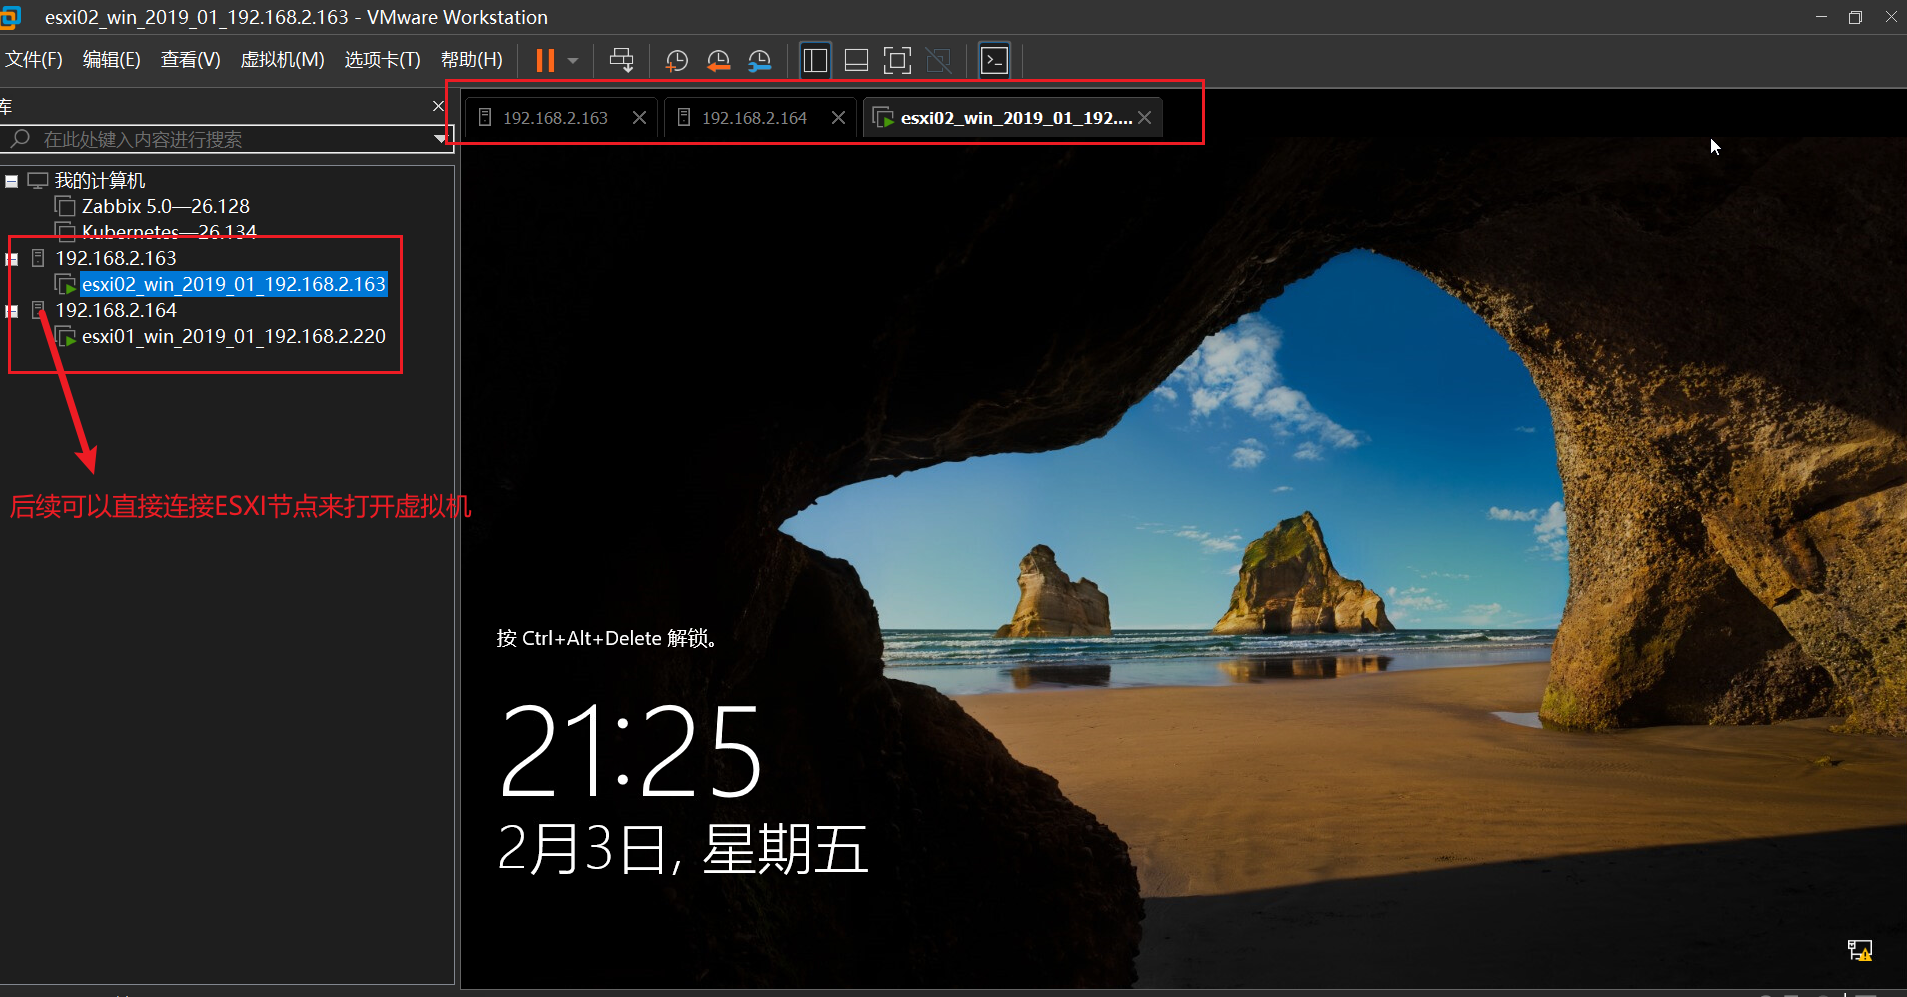 esxi02_win_2019_01_192.168.2.163 - VMware Workstation
文件(F) 编辑(E) 查看(V) 虚拟机(M) 选项卡(T) 帮助(H)
库
192.168.2.163
192.168.2.164
esxi02_win_2019_01_192....
在此处键入内容进行搜索
我的计算机
Zabbix 5.0—26.128
Kubernetes—26.134
192.168.2.163
esxi02_win_2019_01_192.168.2.163
192.168.2.164
esxi01_win_2019_01_192.168.2.220
后续可以直接连接ESXI节点来打开虚拟机
按 Ctrl+Alt+Delete 解锁。
21:25
2月3日, 星期五